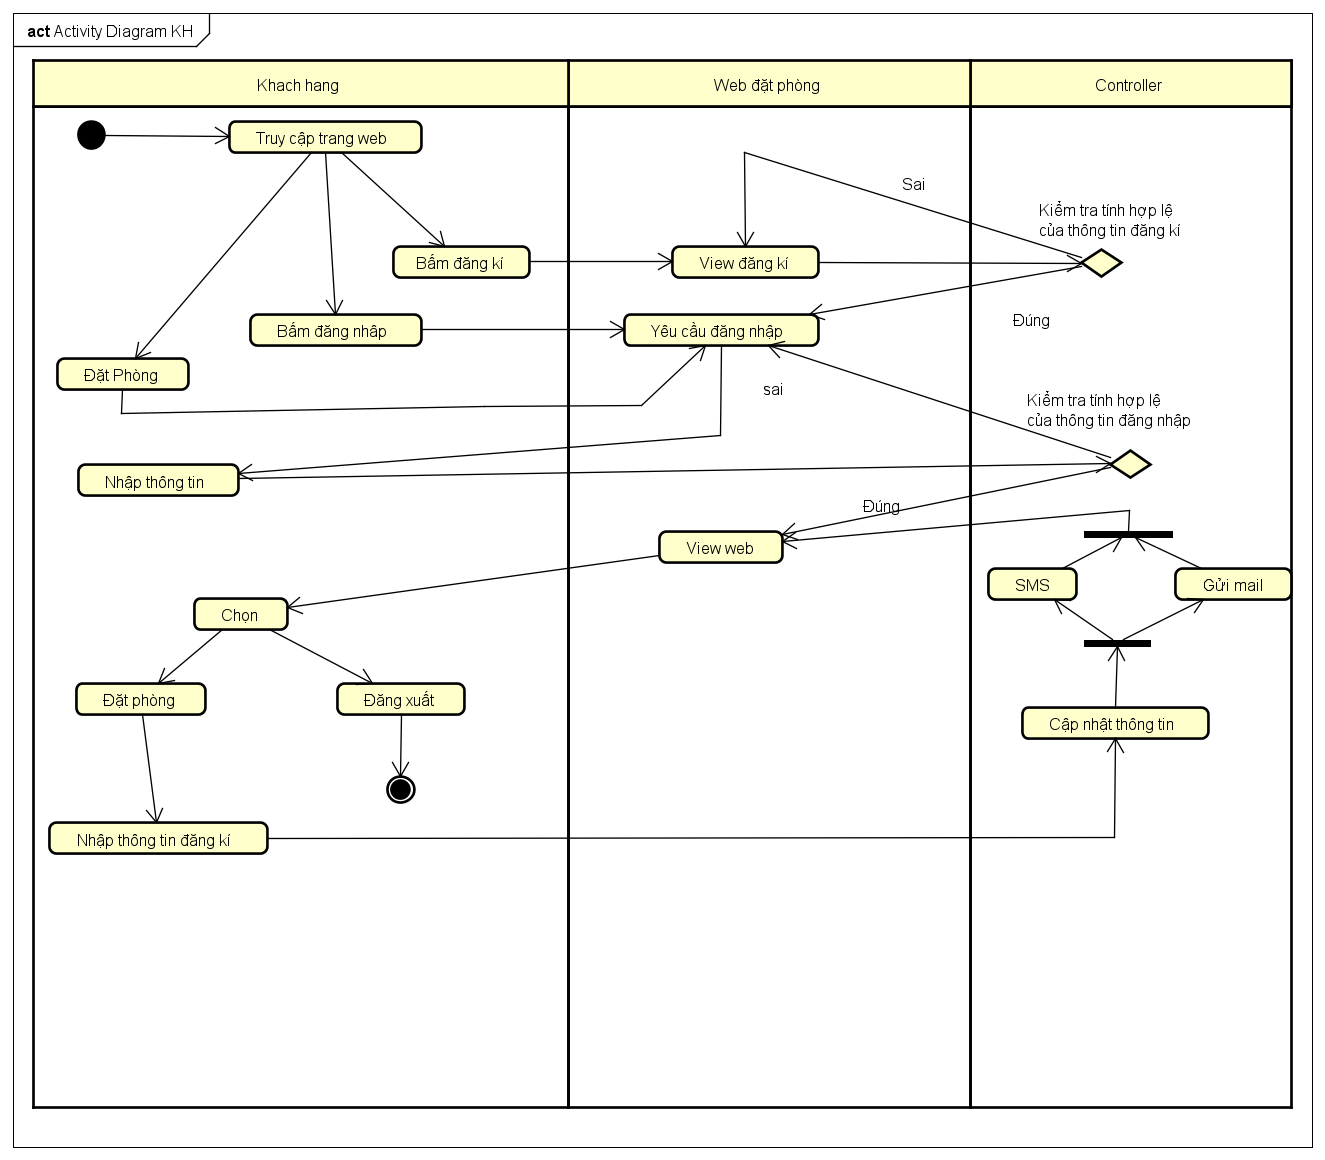 act Activity Diagram KH
Khach hang
Web đặt phòng
Controller
Truy cập trang web
Sai
Kiểm tra tính hợp lệ
của thông tin đăng kí
Bấm đăng kí
View đăng kí
Bấm đăng nhâp
Yêu cầu đăng nhập
Đúng
Đặt Phòng
sai
Kiểm tra tính hợp lệ
của thông tin đăng nhập
Nhập thông tin
Đúng
View web
SMS
Gửi mail
Chọn
Đặt phòng
Đăng xuất
Cập nhật thông tin
Nhập thông tin đăng kí